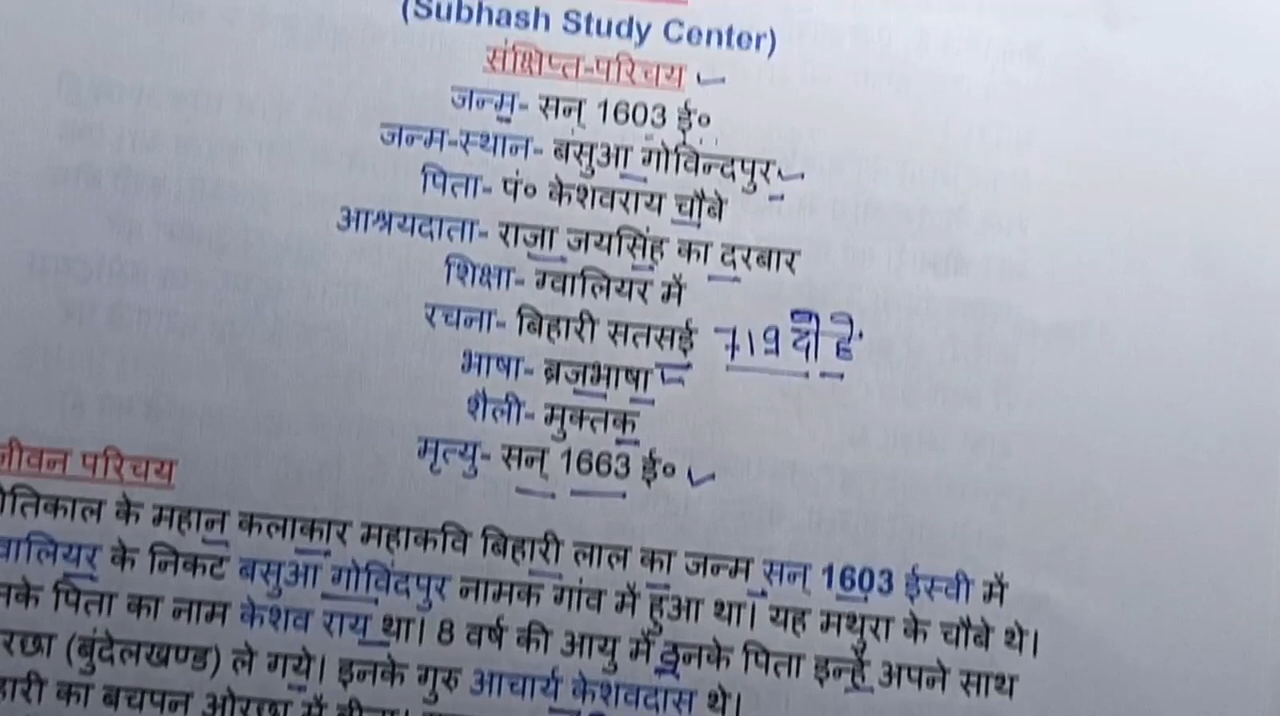 (Subhash Study Center)
संक्षिप्त-परिचय
जन्म- सन् 1603 ई०
जन्म-स्थान- बसुआ गोविन्दपुर
पिता- पं० केशवराय चौबे
आश्रयदाता- राजा जयसिंह का दरबार
शिक्षा- ग्वालियर में
रचना- बिहारी सतसई 719 दोहे
भाषा- ब्रजभाषा
शैली- मुक्तक
मृत्यु- सन् 1663 ई०
जीवन परिचय
के महान कलाकार महाकवि बिहारी लाल का जन्म सन् 1603 ईस्वी में
के निकट बसुआ गोविंदपुर नामक गांव में हुआ था। यह मथुरा के चौबे थे।
के पिता का नाम केशव राय था। 8 वर्ष की आयु में इनके पिता इन्हें अपने साथ
(बुंदेलखण्ड) ले गये। इनके गुरु आचार्य केशवदास थे।
का बचपन ओरछा में